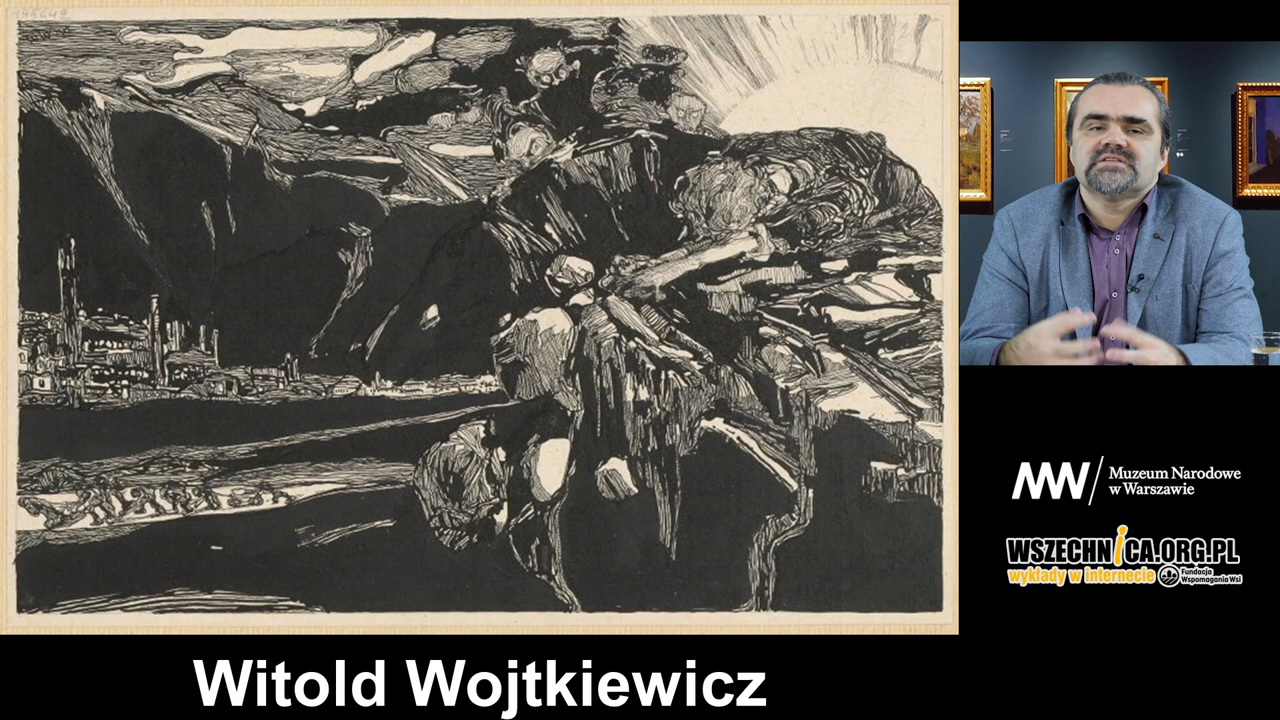 Muzeum Narodowe
w Warszawie
WSZECHNICA.ORG.PL
wykłady w internecie
Fundacja
Wspomagania Wsi
Witold Wojtkiewicz